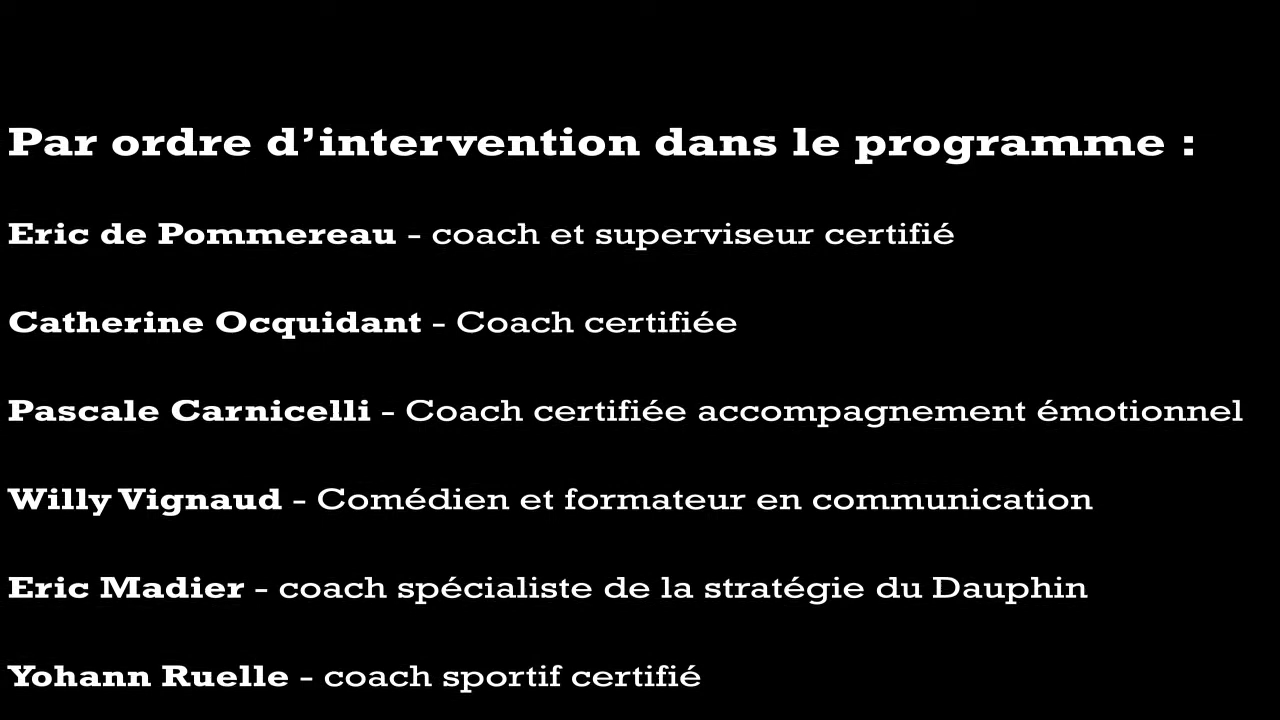 Par ordre d’intervention dans le programme :
Eric de Pommereau - coach et superviseur certifié
Catherine Ocquidant - Coach certifiée
Pascale Carnicelli - Coach certifiée accompagnement émotionnel
Willy Vignaud - Comédien et formateur en communication
Eric Madier - coach spécialiste de la stratégie du Dauphin
Yohann Ruelle - coach sportif certifié